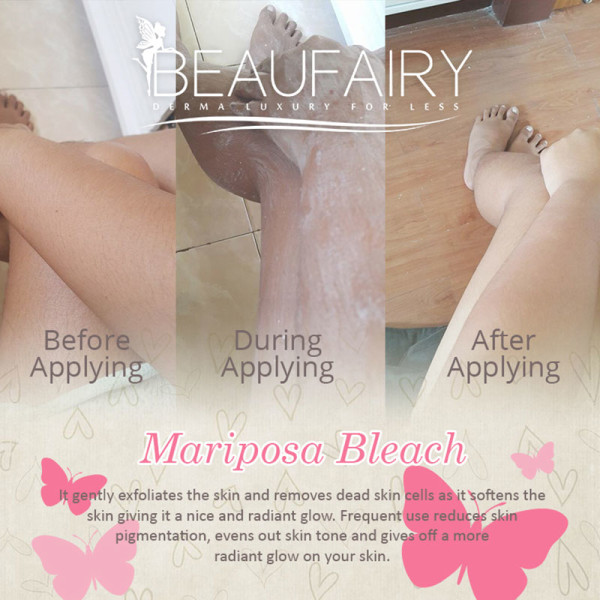 BEAUFAIRY
DERMA LUXURY FOR LESS
Before
Applying
During
Applying
After
Applying
Mariposa Bleach
It gently exfoliates the skin and removes dead skin cells as it softens the
skin giving it a nice and radiant glow. Frequent use reduces skin
pigmentation, evens out skin tone and gives off a more
radiant glow on your skin.